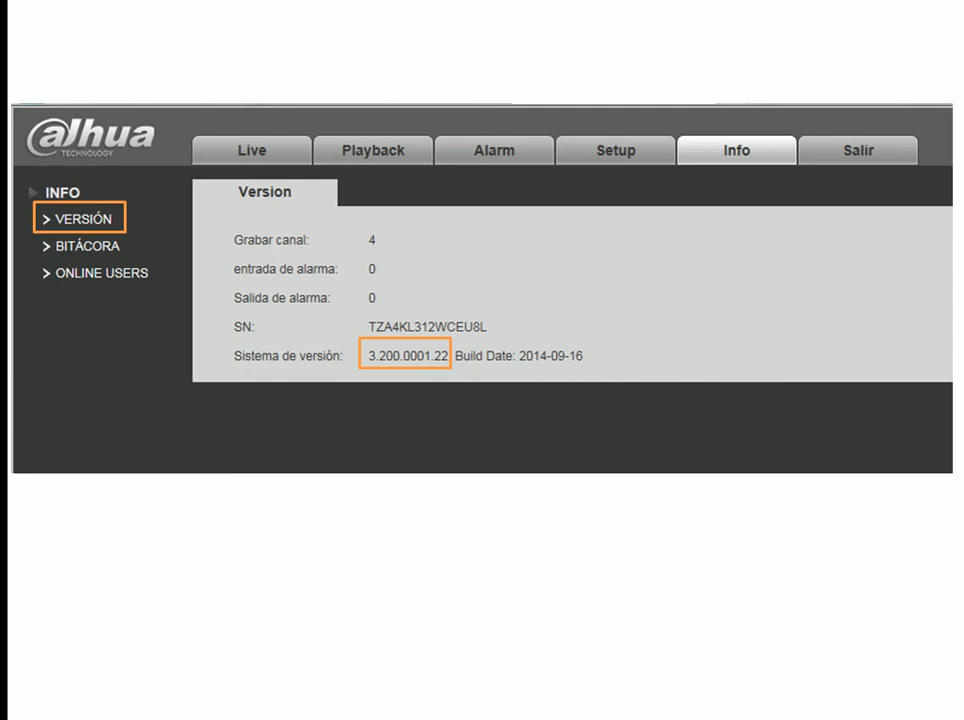 alhua
TECHNOLOGY
Live Playback Alarm Setup Info Salir
INFO
> VERSIÓN
> BITÁCORA
> ONLINE USERS
Version
Grabar canal: 4
entrada de alarma: 0
Salida de alarma: 0
SN: TZA4KL312WCEU8L
Sistema de versión: 3.200.0001.22 Build Date: 2014-09-16